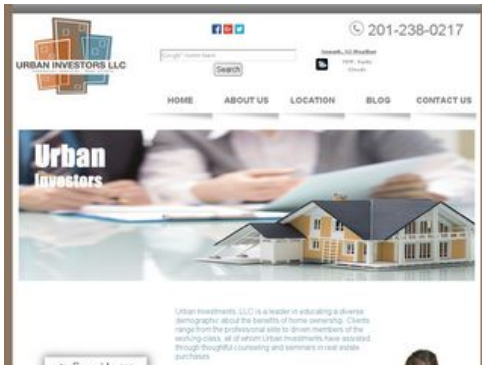 URBAN INVESTORS LLC
201-238-0217
Search
HOME
ABOUT US
LOCATION
BLOG
CONTACT US
Urban
Investors
Urban Investments, LLC is a leader in educating a diverse
demographic about the benefits of home ownership. Clients
range from the professional elite to driven members of the
working-class, all of whom Urban Investments have assisted
through thoughtful counseling and seminars in real estate
purchases